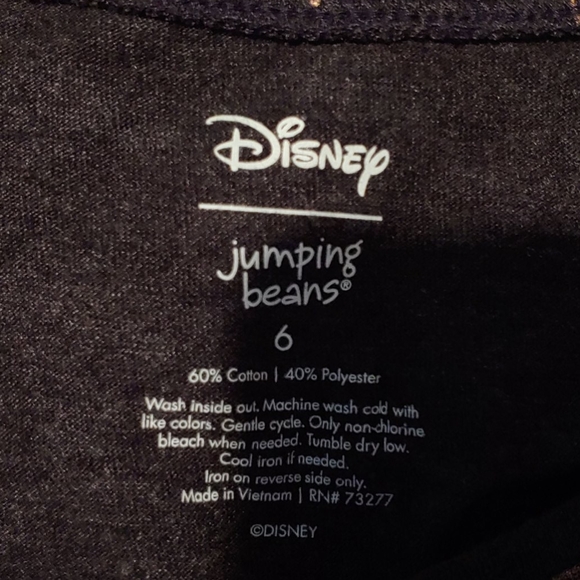 Disney
jumping
beans®
6
60% Cotton | 40% Polyester
Wash inside out. Machine wash cold with
like colors. Gentle cycle. Only non-chlorine
bleach when needed. Tumble dry low.
Cool iron if needed.
Iron on reverse side only.
Made in Vietnam | RN# 73277
©DISNEY